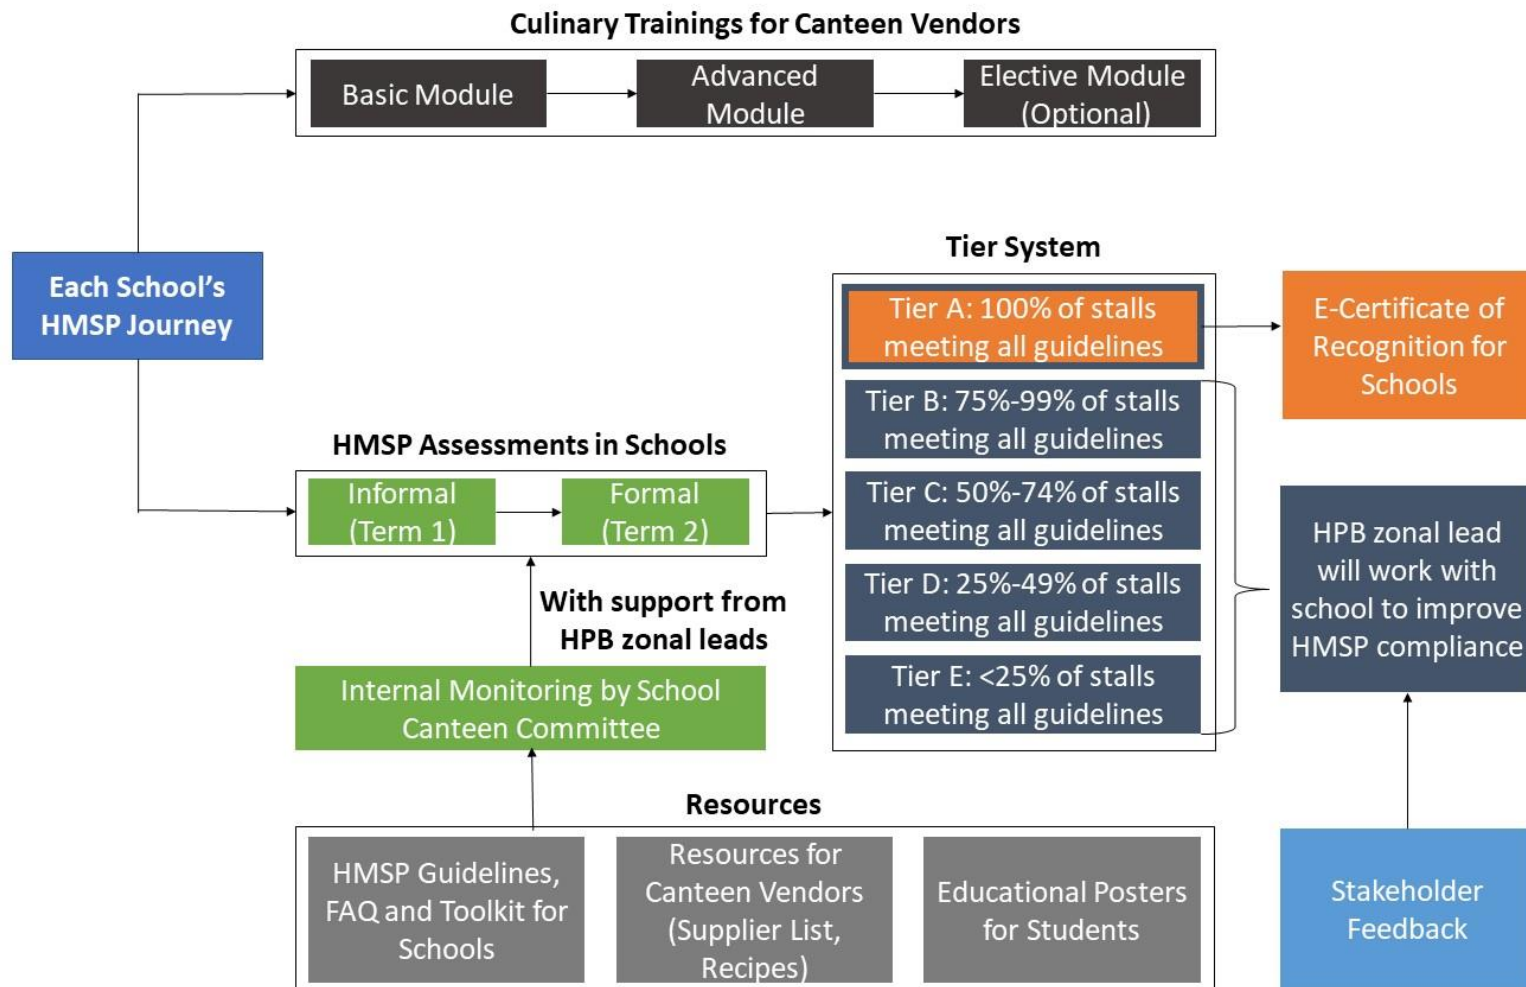 Culinary Trainings for Canteen Vendors
Basic Module
Advanced
Module
Elective Module
(Optional)
Each School’s
HMSP Journey
HMSP Assessments in Schools
Informal
(Term 1)
Formal
(Term 2)
With support from
HPB zonal leads
Internal Monitoring by School
Canteen Committee
Tier System
Tier A: 100% of stalls
meeting all guidelines
Tier B: 75%-99% of stalls
meeting all guidelines
Tier C: 50%-74% of stalls
meeting all guidelines
Tier D: 25%-49% of stalls
meeting all guidelines
Tier E: <25% of stalls
meeting all guidelines
E-Certificate of
Recognition for
Schools
HPB zonal lead
will work with
school to improve
HMSP compliance
Resources
HMSP Guidelines,
FAQ and Toolkit for
Schools
Resources for
Canteen Vendors
(Supplier List,
Recipes)
Educational Posters
for Students
Stakeholder
Feedback